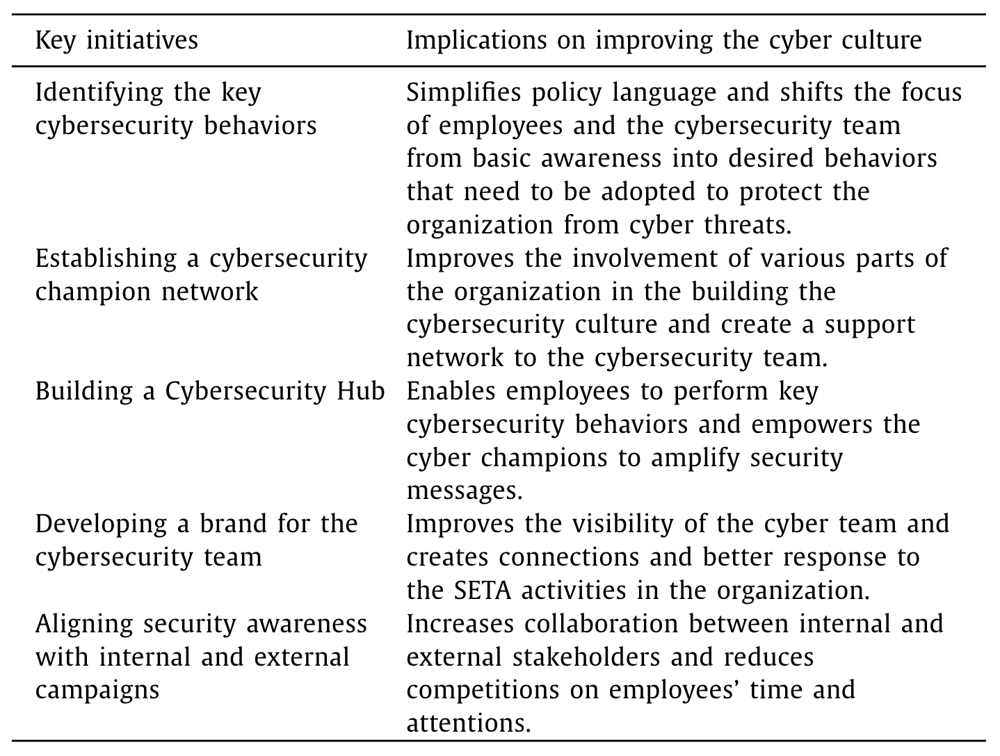 Key initiatives
Implications on improving the cyber culture
Identifying the key
cybersecurity behaviors
Simplifies policy language and shifts the focus
of employees and the cybersecurity team
from basic awareness into desired behaviors
that need to be adopted to protect the
organization from cyber threats.
Establishing a cybersecurity
champion network
Improves the involvement of various parts of
the organization in the building the
cybersecurity culture and create a support
network to the cybersecurity team.
Building a Cybersecurity Hub
Enables employees to perform key
cybersecurity behaviors and empowers the
cyber champions to amplify security
messages.
Developing a brand for the
cybersecurity team
Improves the visibility of the cyber team and
creates connections and better response to
the SETA activities in the organization.
Aligning security awareness
with internal and external
campaigns
Increases collaboration between internal and
external stakeholders and reduces
competitions on employees’ time and
attentions.